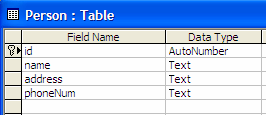 Person : Table
Field Name Data Type
id AutoNumber
name Text
address Text
phoneNum Text